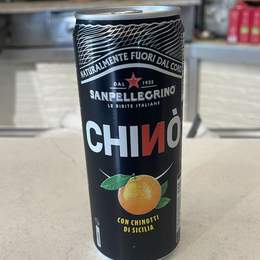 NATURALMENTE FUORI DAL CORO
DAL 1932
SANPELLEGRINO
LE BIBITE ITALIANE
CHINÒ
CON CHINOTTI
DI SICILIA